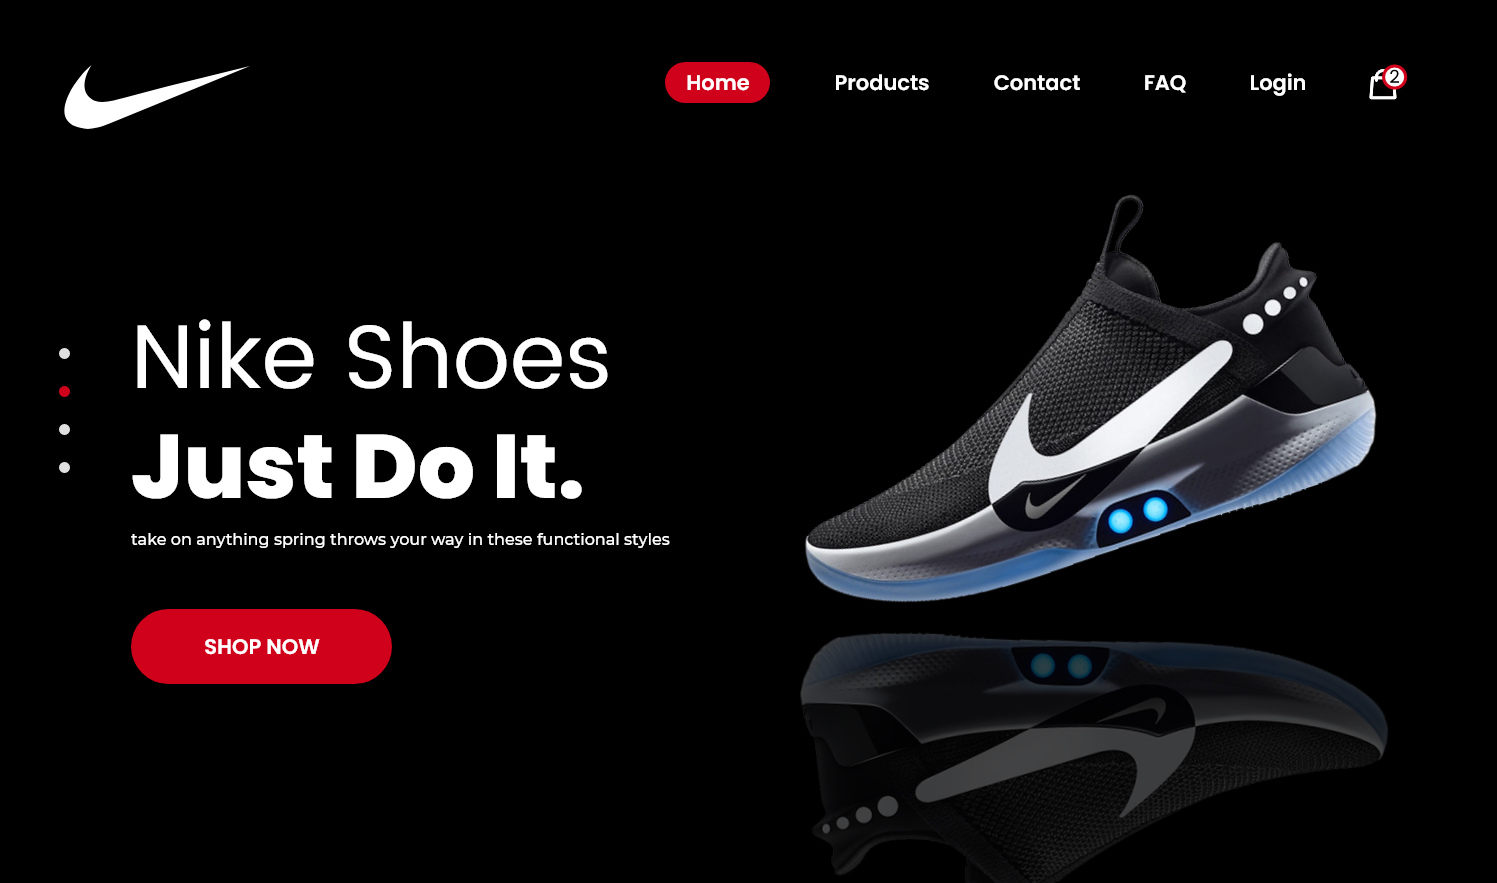 Home Products Contact FAQ Login 2
Nike Shoes
Just Do It.
take on anything spring throws your way in these functional styles
SHOP NOW